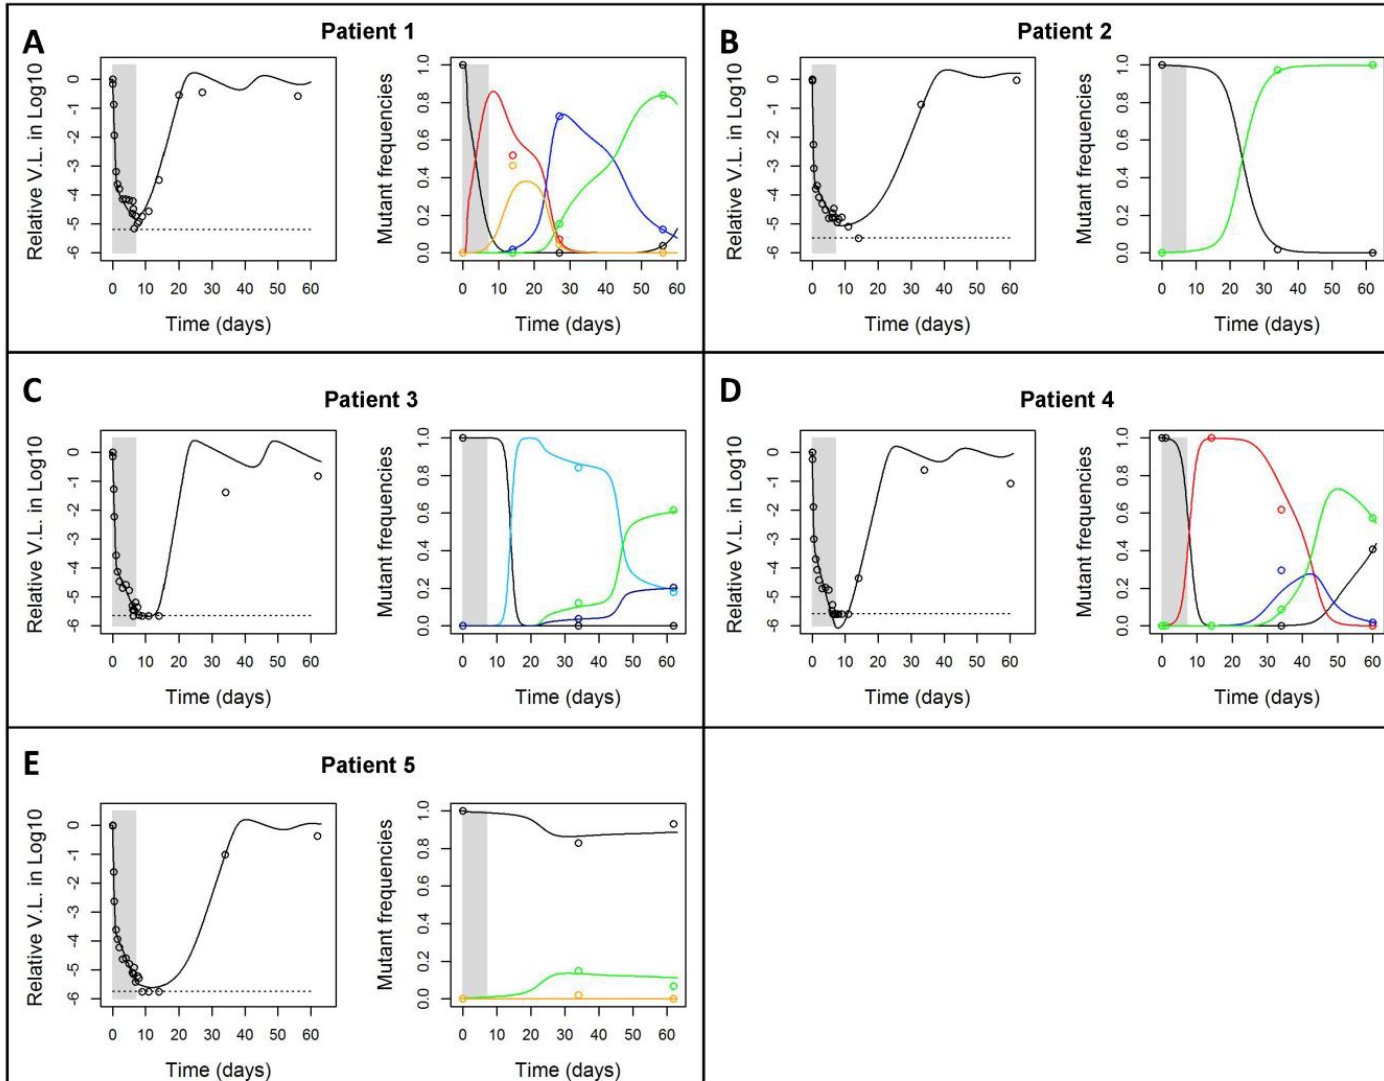 A
Patient 1
Relative V.L. in Log10
0
-1
-2
-3
-4
-5
-6
0 10 20 30 40 50 60
Time (days)
Mutant frequencies
1.0
0.8
0.6
0.4
0.2
0.0
0 10 20 30 40 50 60
Time (days)
B
Patient 2
Relative V.L. in Log10
0
-1
-2
-3
-4
-5
-6
0 10 20 30 40 50 60
Time (days)
Mutant frequencies
1.0
0.8
0.6
0.4
0.2
0.0
0 10 20 30 40 50 60
Time (days)
C
Patient 3
Relative V.L. in Log10
0
-1
-2
-3
-4
-5
-6
0 10 20 30 40 50 60
Time (days)
Mutant frequencies
1.0
0.8
0.6
0.4
0.2
0.0
0 10 20 30 40 50 60
Time (days)
D
Patient 4
Relative V.L. in Log10
0
-1
-2
-3
-4
-5
-6
0 10 20 30 40 50 60
Time (days)
Mutant frequencies
1.0
0.8
0.6
0.4
0.2
0.0
0 10 20 30 40 50 60
Time (days)
E
Patient 5
Relative V.L. in Log10
0
-1
-2
-3
-4
-5
-6
0 10 20 30 40 50 60
Time (days)
Mutant frequencies
1.0
0.8
0.6
0.4
0.2
0.0
0 10 20 30 40 50 60
Time (days)